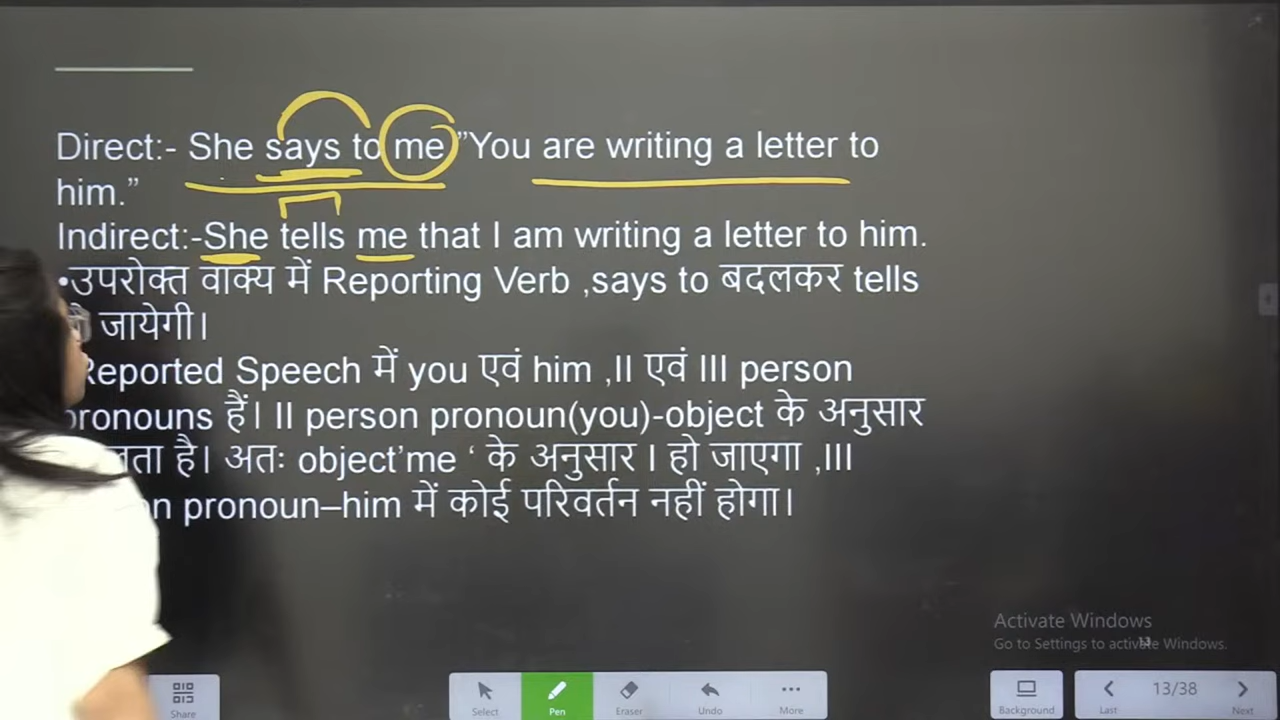 Direct:- She says to me ”You are writing a letter to
him.”
Indirect:-She tells me that I am writing a letter to him.
•उपरोक्त वाक्य में Reporting Verb ,says to बदलकर tells
जायेगी।
Reported Speech में you एवं him ,II एवं III person
pronouns हैं। II person pronoun(you)-object के अनुसार
है। अतः object’me ‘ के अनुसार I हो जाएगा ,III
pronoun–him में कोई परिवर्तन नहीं होगा।
Activate Windows
Go to Settings to activate Windows.
13
Share
Select
Pen
Eraser
Undo
More
Background
Last
13/38
Next